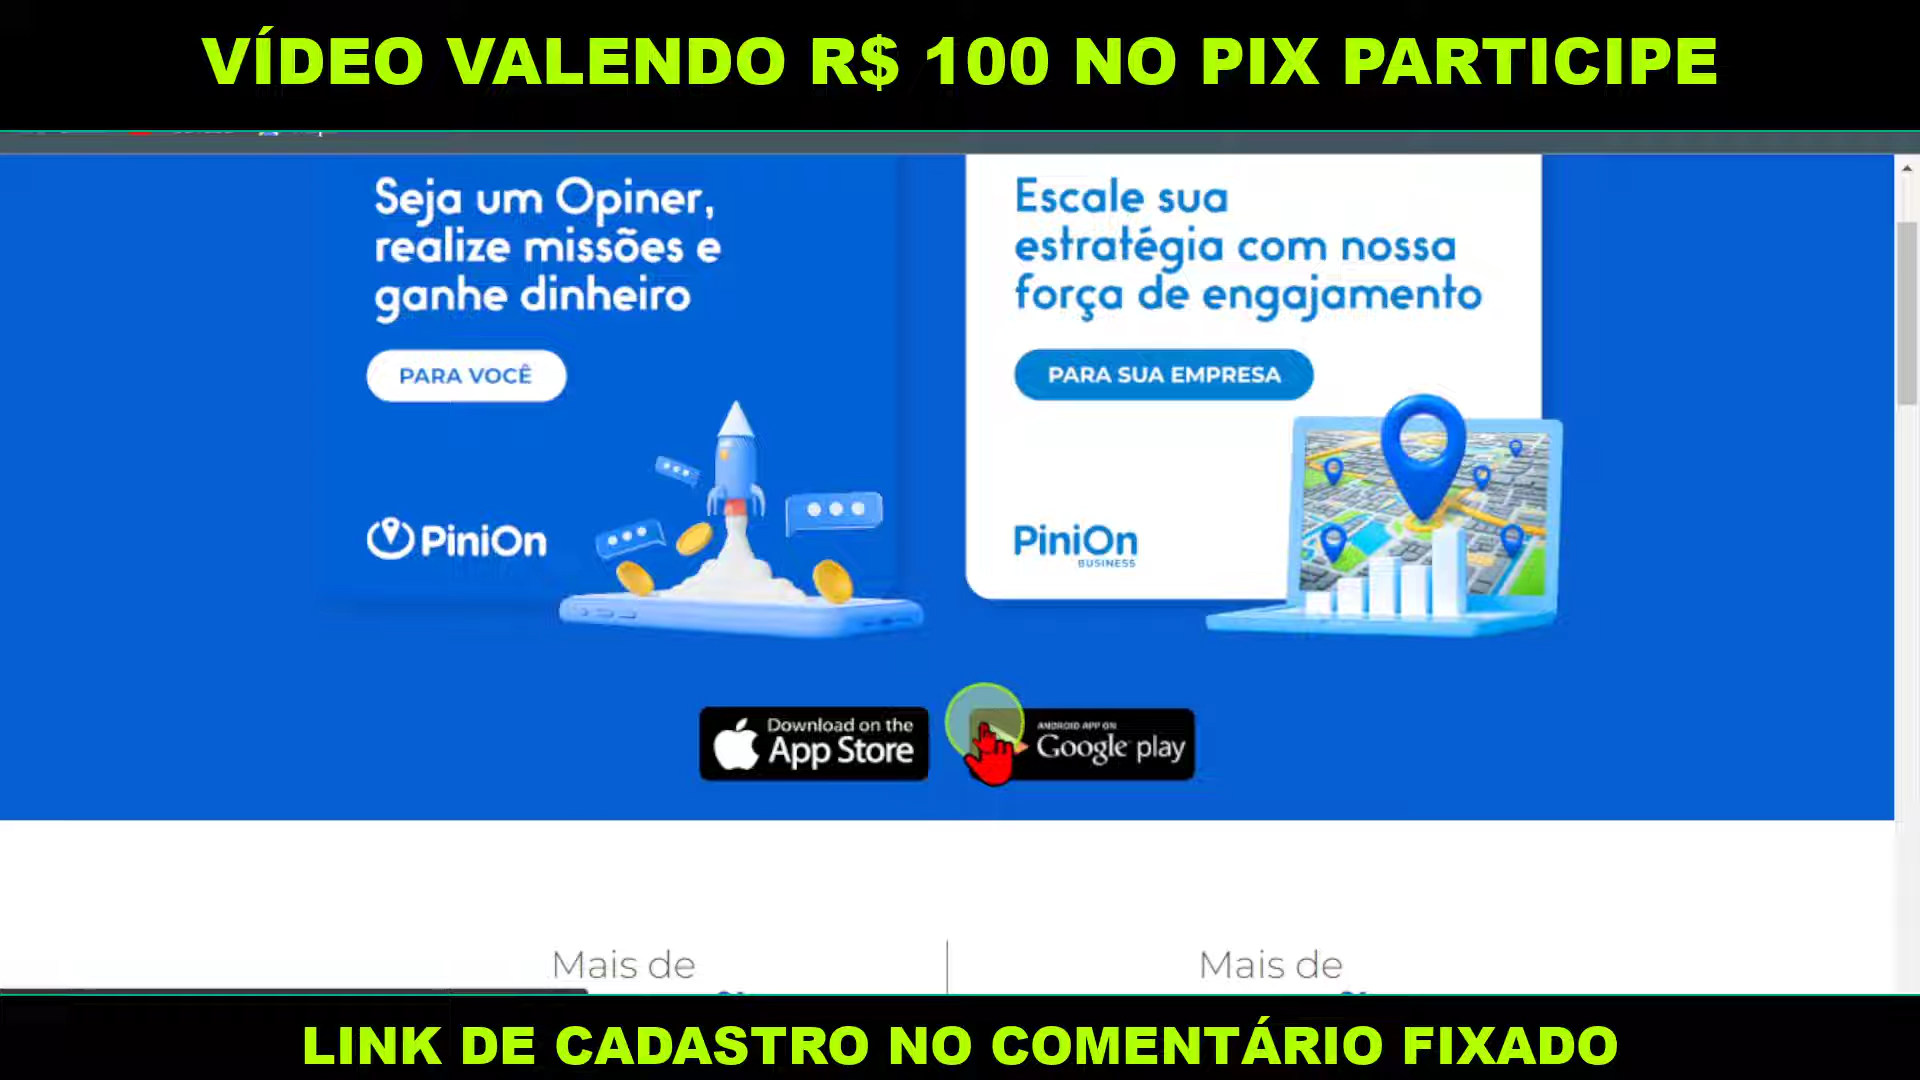 VÍDEO VALENDO R$ 100 NO PIX PARTICIPE
Seja um Opiner,
realize missões e
ganhe dinheiro
PARA VOCÊ
PiniOn
Escale sua
estratégia com nossa
força de engajamento
PARA SUA EMPRESA
PiniOn
BUSINESS
Download on the
App Store
ANDROID APP ON
Google play
Mais de
Mais de
LINK DE CADASTRO NO COMENTÁRIO FIXADO